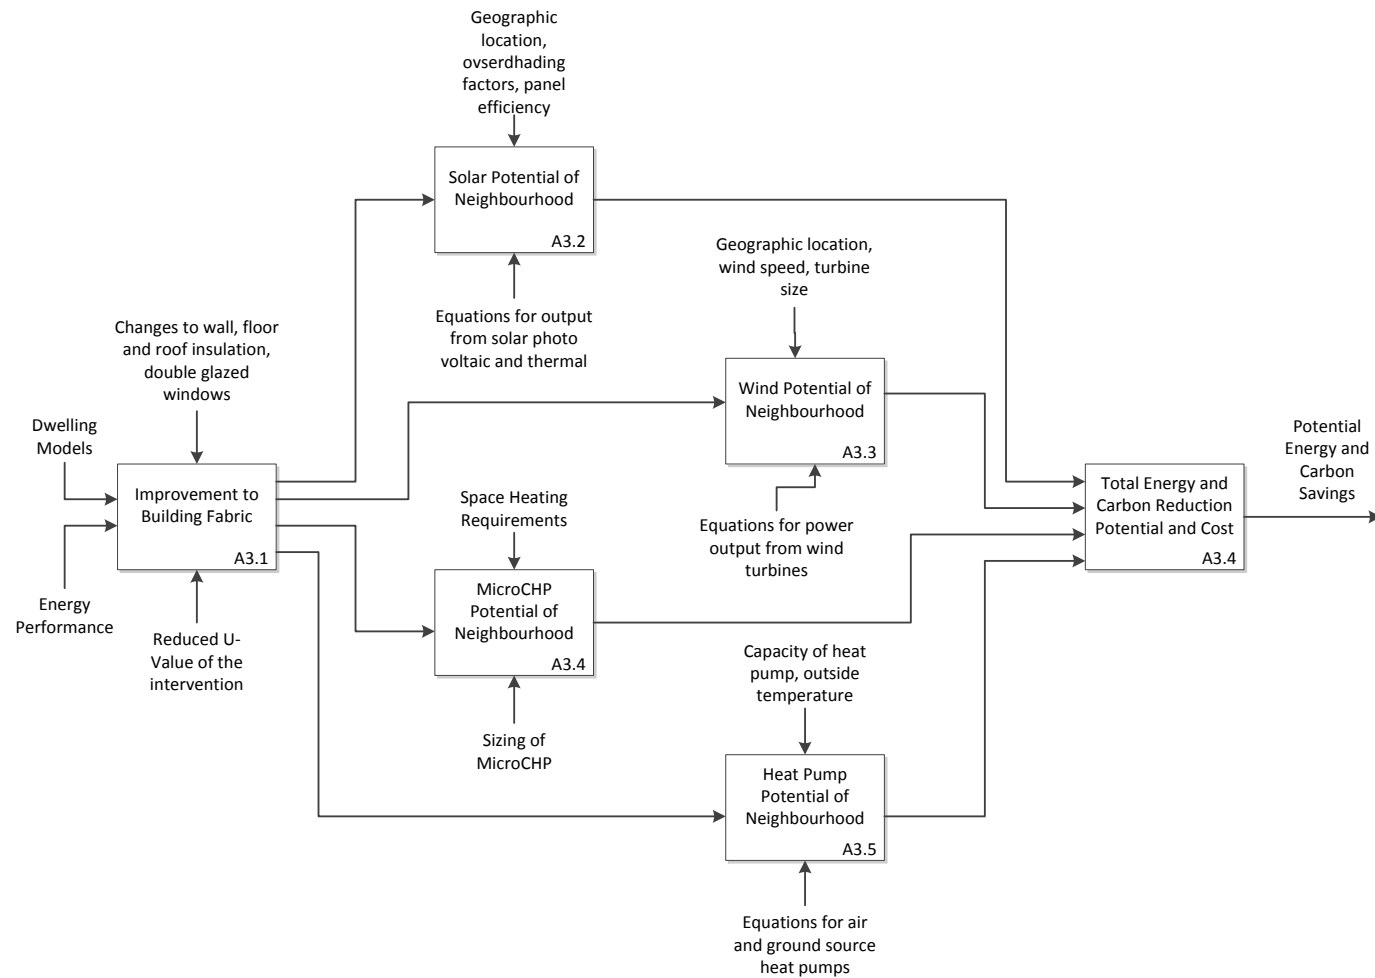 Geographic
location,
ovserdhading
factors, panel
efficiency
Solar Potential of
Neighbourhood
A3.2
Equations for output
from solar photo
voltaic and thermal
Geographic location,
wind speed, turbine
size
Wind Potential of
Neighbourhood
A3.3
Equations for power
output from wind
turbines
Changes to wall, floor
and roof insulation,
double glazed
windows
Dwelling
Models
Improvement to
Building Fabric
A3.1
Energy
Performance
Reduced U-
Value of the
intervention
Space Heating
Requirements
MicroCHP
Potential of
Neighbourhood
A3.4
Sizing of
MicroCHP
Capacity of heat
pump, outside
temperature
Heat Pump
Potential of
Neighbourhood
A3.5
Equations for air
and ground source
heat pumps
Total Energy and
Carbon Reduction
Potential and Cost
A3.4
Potential
Energy and
Carbon
Savings